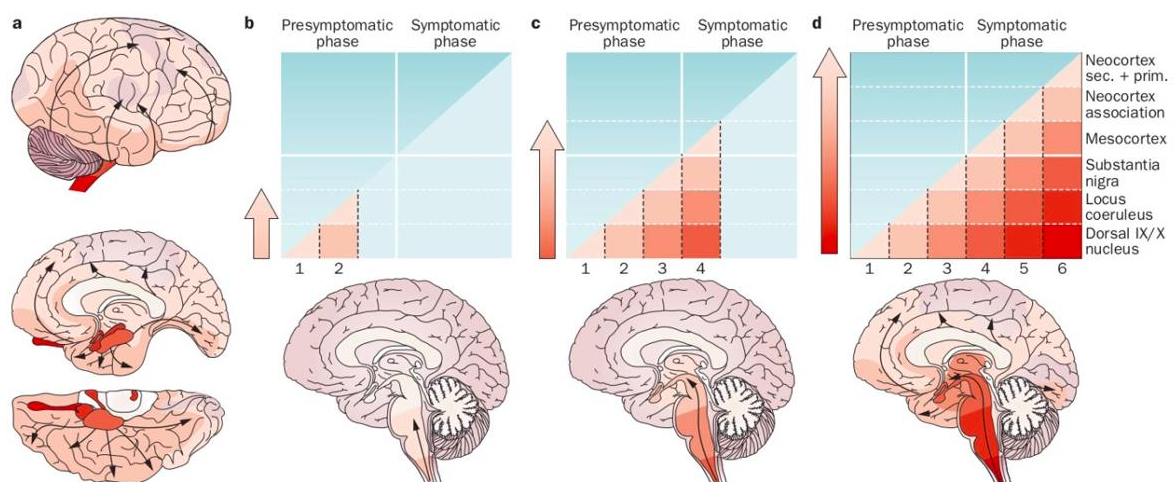 a
b
Presymptomatic
phase
Symptomatic
phase
1 2
c
Presymptomatic
phase
Symptomatic
phase
1 2 3 4
d
Presymptomatic
phase
Symptomatic
phase
Neocortex
sec. + prim.
Neocortex
association
Mesocortex
Substantia
nigra
Locus
coeruleus
Dorsal IX/X
nucleus
1 2 3 4 5 6